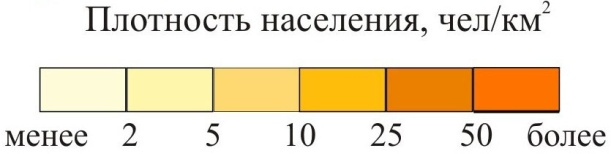 Плотность населения, чел/км²
менее 2 5 10 25 50 более